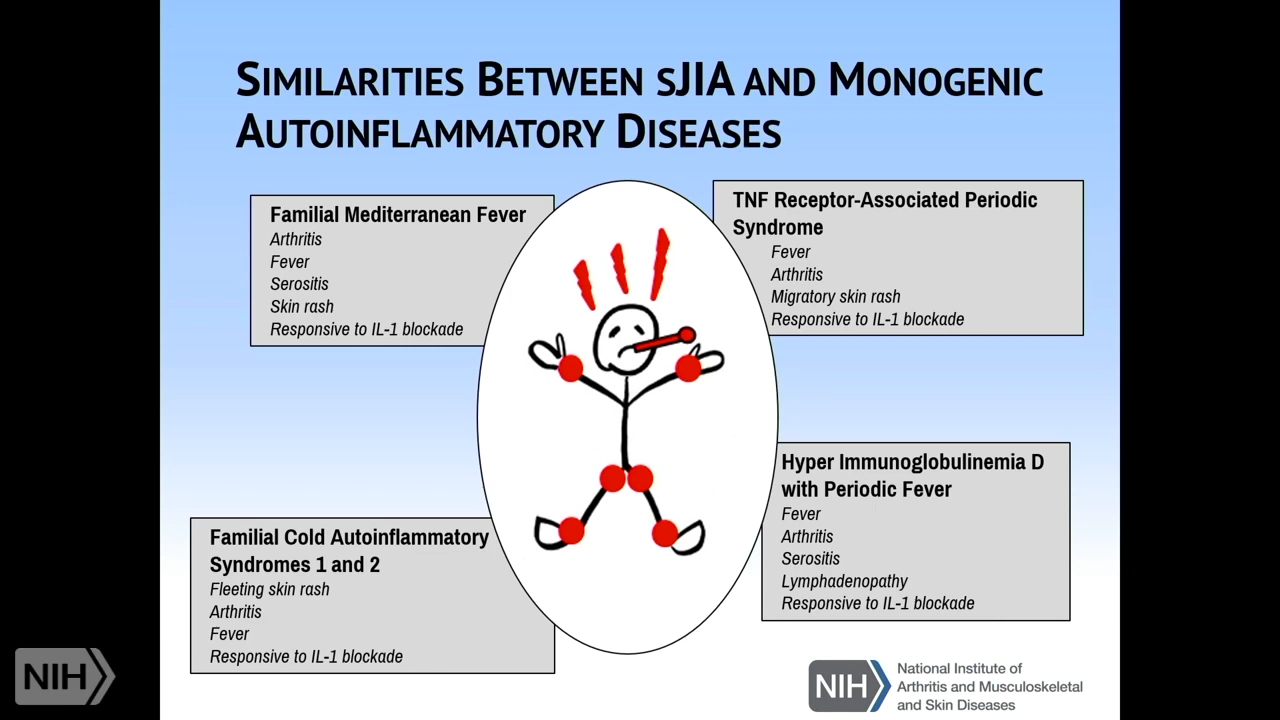 Similarities Between sJIA and Monogenic
Autoinflammatory Diseases
Familial Mediterranean Fever
Arthritis
Fever
Serositis
Skin rash
Responsive to IL-1 blockade
TNF Receptor-Associated Periodic
Syndrome
Fever
Arthritis
Migratory skin rash
Responsive to IL-1 blockade
Familial Cold Autoinflammatory
Syndromes 1 and 2
Fleeting skin rash
Arthritis
Fever
Responsive to IL-1 blockade
Hyper Immunoglobulinemia D
with Periodic Fever
Fever
Arthritis
Serositis
Lymphadenopathy
Responsive to IL-1 blockade
NIH
NIH
National Institute of
Arthritis and Musculoskeletal
and Skin Diseases